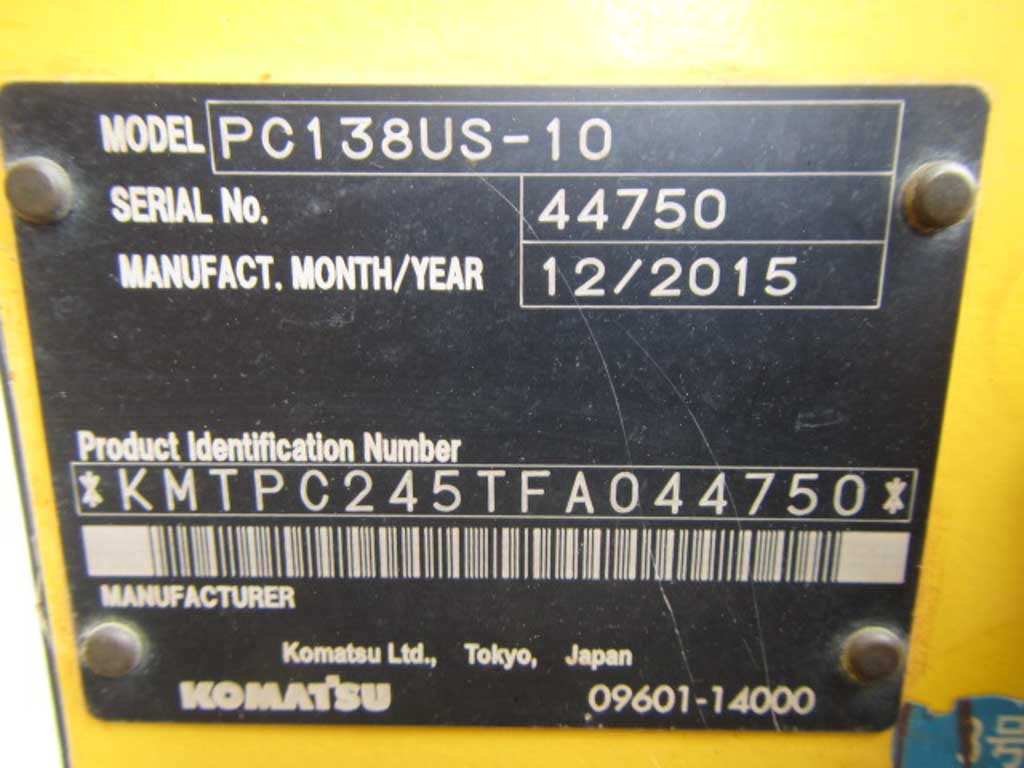 MODEL PC138US-10
SERIAL No. 44750
MANUFACT. MONTH/YEAR 12/2015
Product Identification Number
*KMTPC245TFA044750*
MANUFACTURER
Komatsu Ltd., Tokyo, Japan
KOMATSU 09601-14000